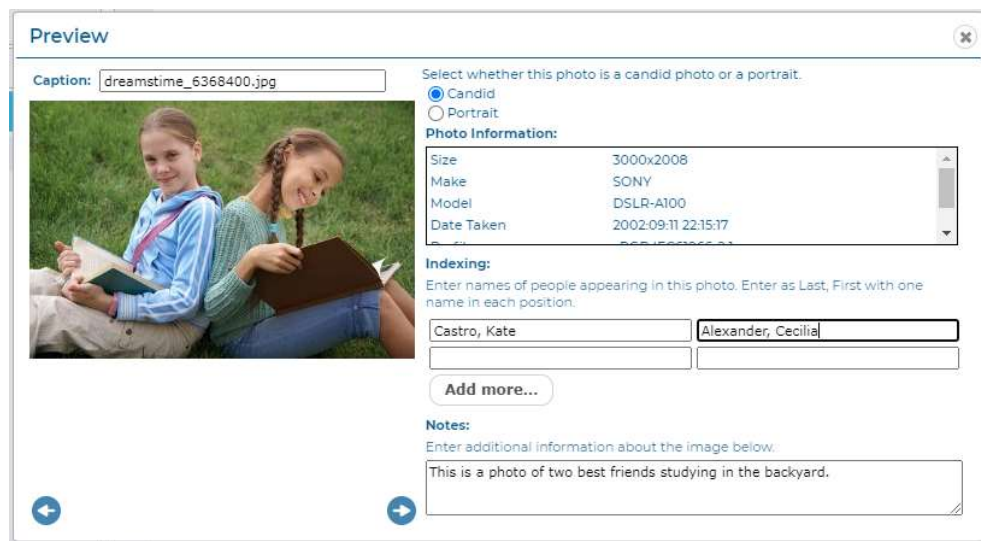 Preview
Caption: dreamstime_6368400.jpg
Select whether this photo is a candid photo or a portrait.
Candid
Portrait
Photo Information:
Size 3000x2008
Make SONY
Model DSLR-A100
Date Taken 2002:09:11 22:15:17
Indexing:
Enter names of people appearing in this photo. Enter as Last, First with one
name in each position.
Castro, Kate Alexander, Cecilia
Add more...
Notes:
Enter additional information about the image below.
This is a photo of two best friends studying in the backyard.